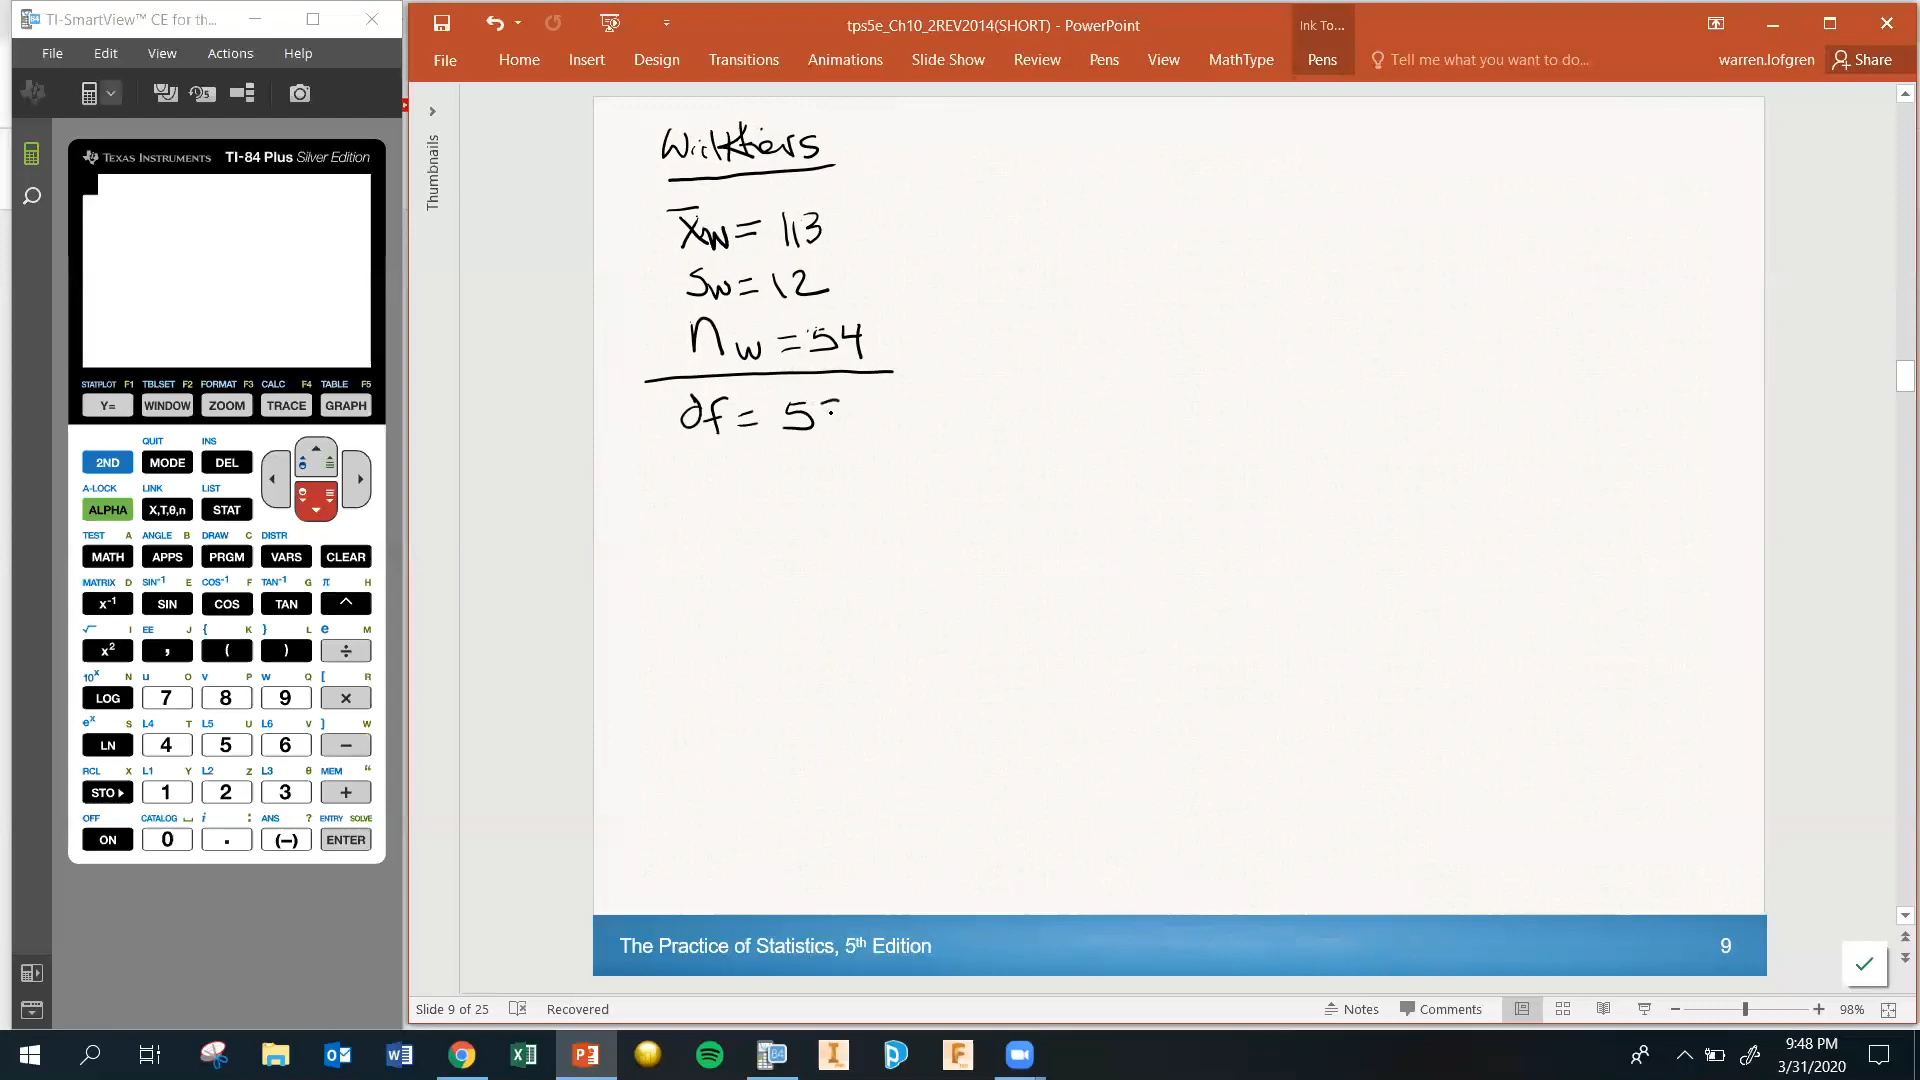 TI-SmartView™ CE for th...
File Edit View Actions Help
TEXAS INSTRUMENTS TI-84 Plus Silver Edition
STATPLOT F1 TBLSET F2 FORMAT F3 CALC F4 TABLE F5
Y= WINDOW ZOOM TRACE GRAPH
QUIT INS
2ND MODE DEL
A-LOCK LINK LIST
ALPHA X,T,θ,n STAT
TEST A ANGLE B DRAW C DISTR
MATH APPS PRGM VARS CLEAR
MATRIX D SIN⁻¹ E COS⁻¹ F TAN⁻¹ G π H
x⁻¹ SIN COS TAN ^
√ I EE J { K } L e M
x² , ( ) ÷
10ˣ N u O v P w Q [ R
LOG 7 8 9 ×
eˣ S L4 T L5 U L6 V ] W
LN 4 5 6 −
RCL X L1 Y L2 Z L3 θ MEM “
STO▸ 1 2 3 +
OFF CATALOG ⎵ i : ANS ? ENTRY SOLVE
ON 0 . (−) ENTER
tps5e_Ch10_2REV2014(SHORT) - PowerPoint
Ink To...
File Home Insert Design Transitions Animations Slide Show Review Pens View MathType Pens Tell me what you want to do... warren.lofgren Share
Thumbnails
x̄w = 113
sw = 12
nw = 54
df = 5
The Practice of Statistics, 5th Edition 9
Slide 9 of 25 Recovered Notes Comments 98%
9:48 PM
3/31/2020